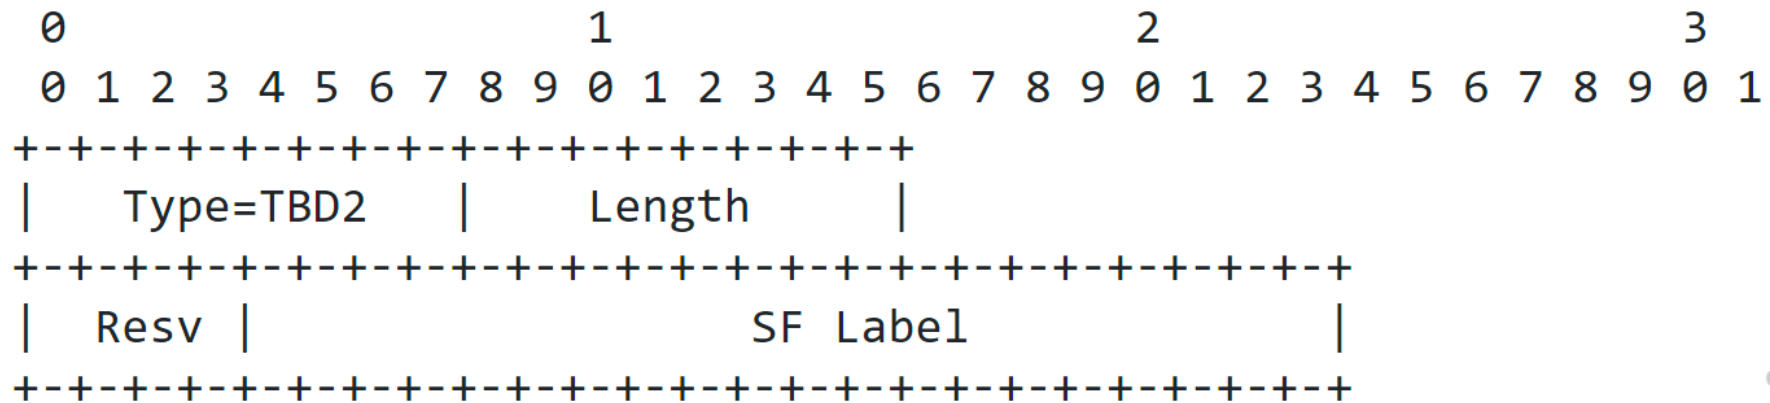 0                   1                   2                   3
 0 1 2 3 4 5 6 7 8 9 0 1 2 3 4 5 6 7 8 9 0 1 2 3 4 5 6 7 8 9 0 1
+-+-+-+-+-+-+-+-+-+-+-+-+-+-+-+-+
|   Type=TBD2   |    Length     |
+-+-+-+-+-+-+-+-+-+-+-+-+-+-+-+-+-+-+-+-+-+-+-+-+
|  Resv |                  SF Label             |
+-+-+-+-+-+-+-+-+-+-+-+-+-+-+-+-+-+-+-+-+-+-+-+-+